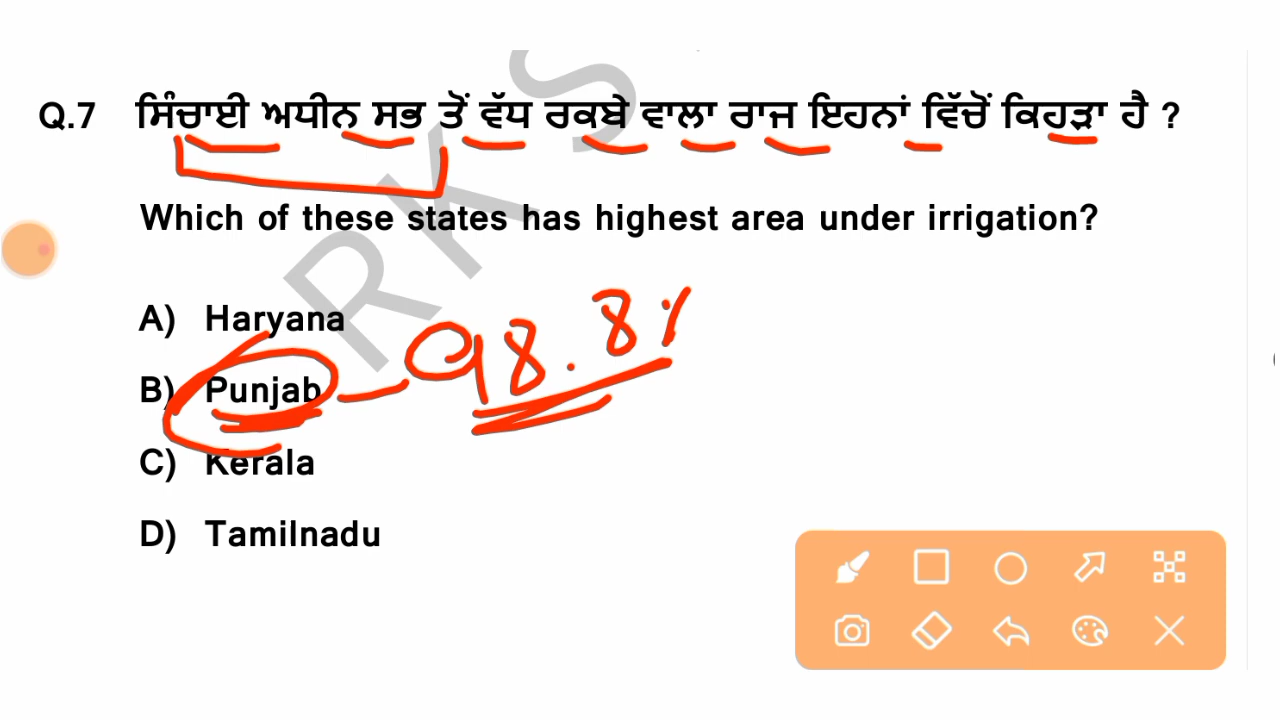 Q.7 ਸਿੰਚਾਈ ਅਧੀਨ ਸਭ ਤੋਂ ਵੱਧ ਰਕਬੇ ਵਾਲਾ ਰਾਜ ਇਹਨਾਂ ਵਿੱਚੋਂ ਕਿਹੜਾ ਹੈ ?
Which of these states has highest area under irrigation?
A) Haryana
B) Punjab 98.8%
C) Kerala
D) Tamilnadu
RKS